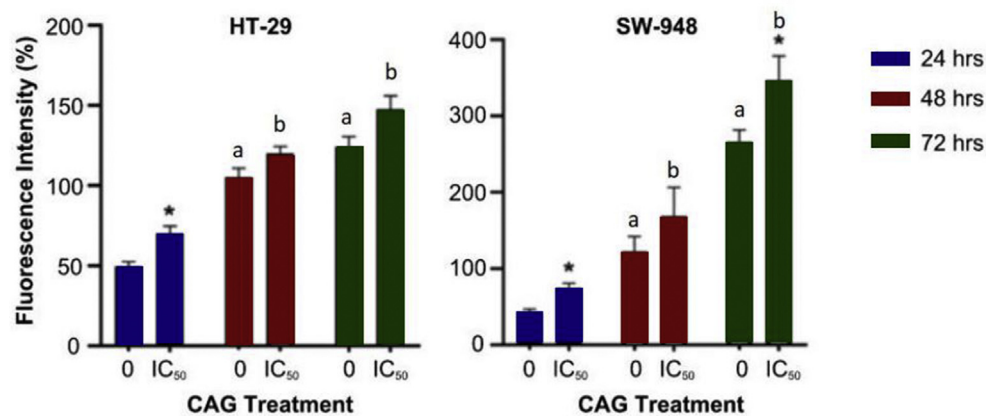 HT-29
SW-948
Fluorescence Intensity (%)
200
150
100
50
0
400
300
200
100
0
*
a
b
a
b
*
a
b
a
b
*
0 IC₅₀ 0 IC₅₀ 0 IC₅₀
0 IC₅₀ 0 IC₅₀ 0 IC₅₀
CAG Treatment
CAG Treatment
24 hrs
48 hrs
72 hrs